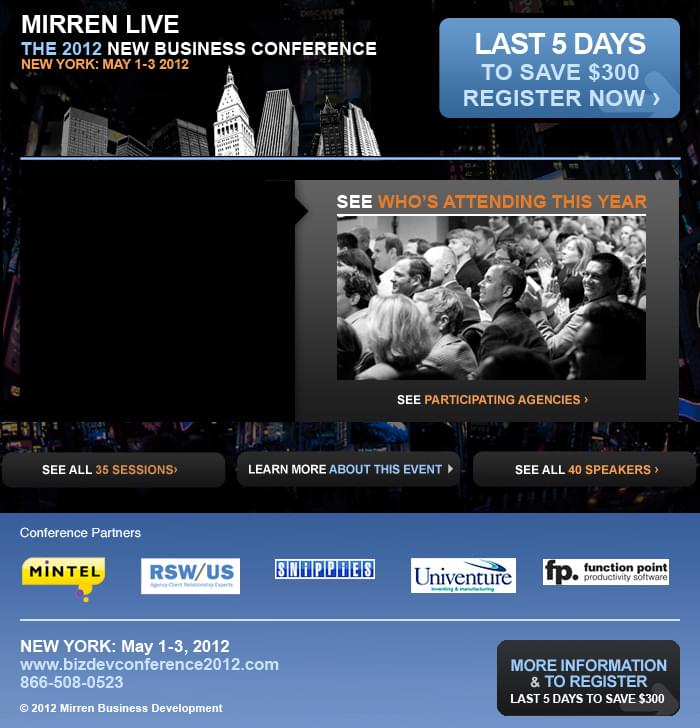 MIRREN LIVE
THE 2012 NEW BUSINESS CONFERENCE
NEW YORK: MAY 1-3 2012
LAST 5 DAYS
TO SAVE $300
REGISTER NOW ›
SEE WHO'S ATTENDING THIS YEAR
SEE PARTICIPATING AGENCIES ›
SEE ALL 35 SESSIONS›
LEARN MORE ABOUT THIS EVENT
SEE ALL 40 SPEAKERS ›
Conference Partners
MiNTEL
RSW/US
Agency-Client Relationship Experts
SNiPPiES
Univenture
inventing & manufacturing
fp. function point
productivity software
NEW YORK: May 1-3, 2012
www.bizdevconference2012.com
866-508-0523
© 2012 Mirren Business Development
MORE INFORMATION
& TO REGISTER
LAST 5 DAYS TO SAVE $300